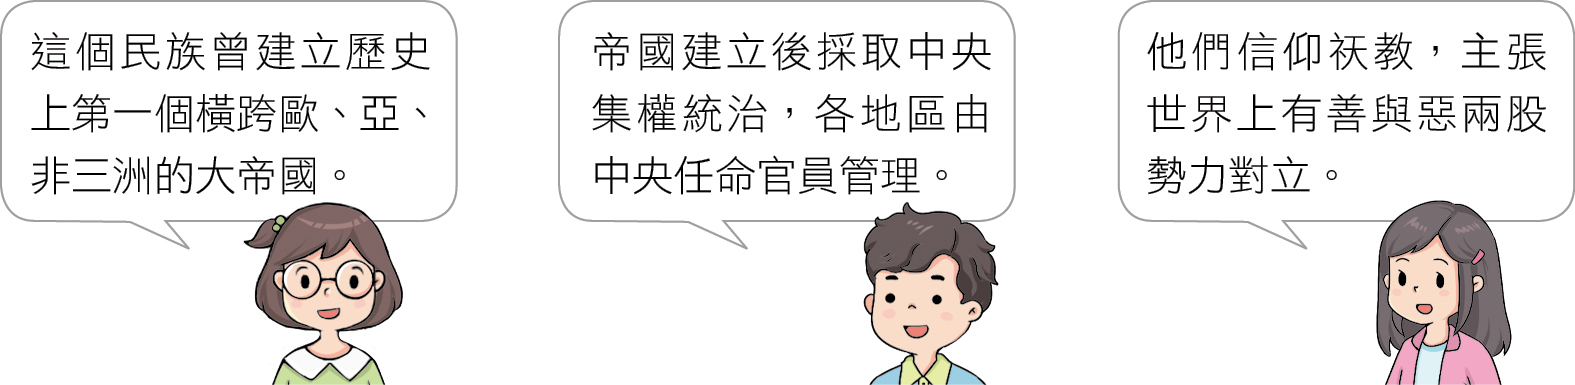 這個民族曾建立歷史
上第一個橫跨歐、亞、
非三洲的大帝國。
帝國建立後採取中央
集權統治，各地區由
中央任命官員管理。
他們信仰祆教，主張
世界上有善與惡兩股
勢力對立。